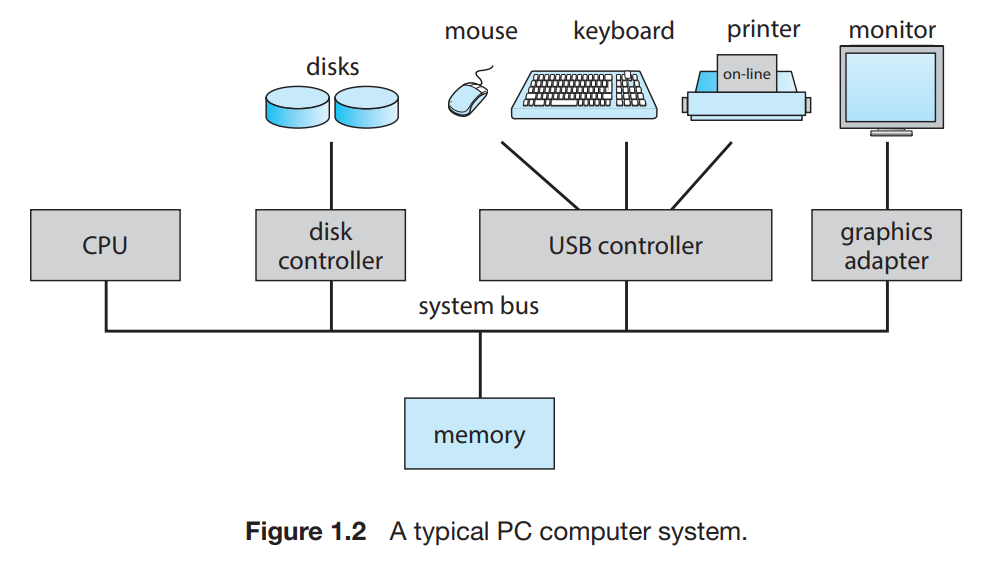 mouse
keyboard
printer
monitor
disks
on-line
CPU
disk
controller
USB controller
graphics
adapter
system bus
memory
Figure 1.2 A typical PC computer system.